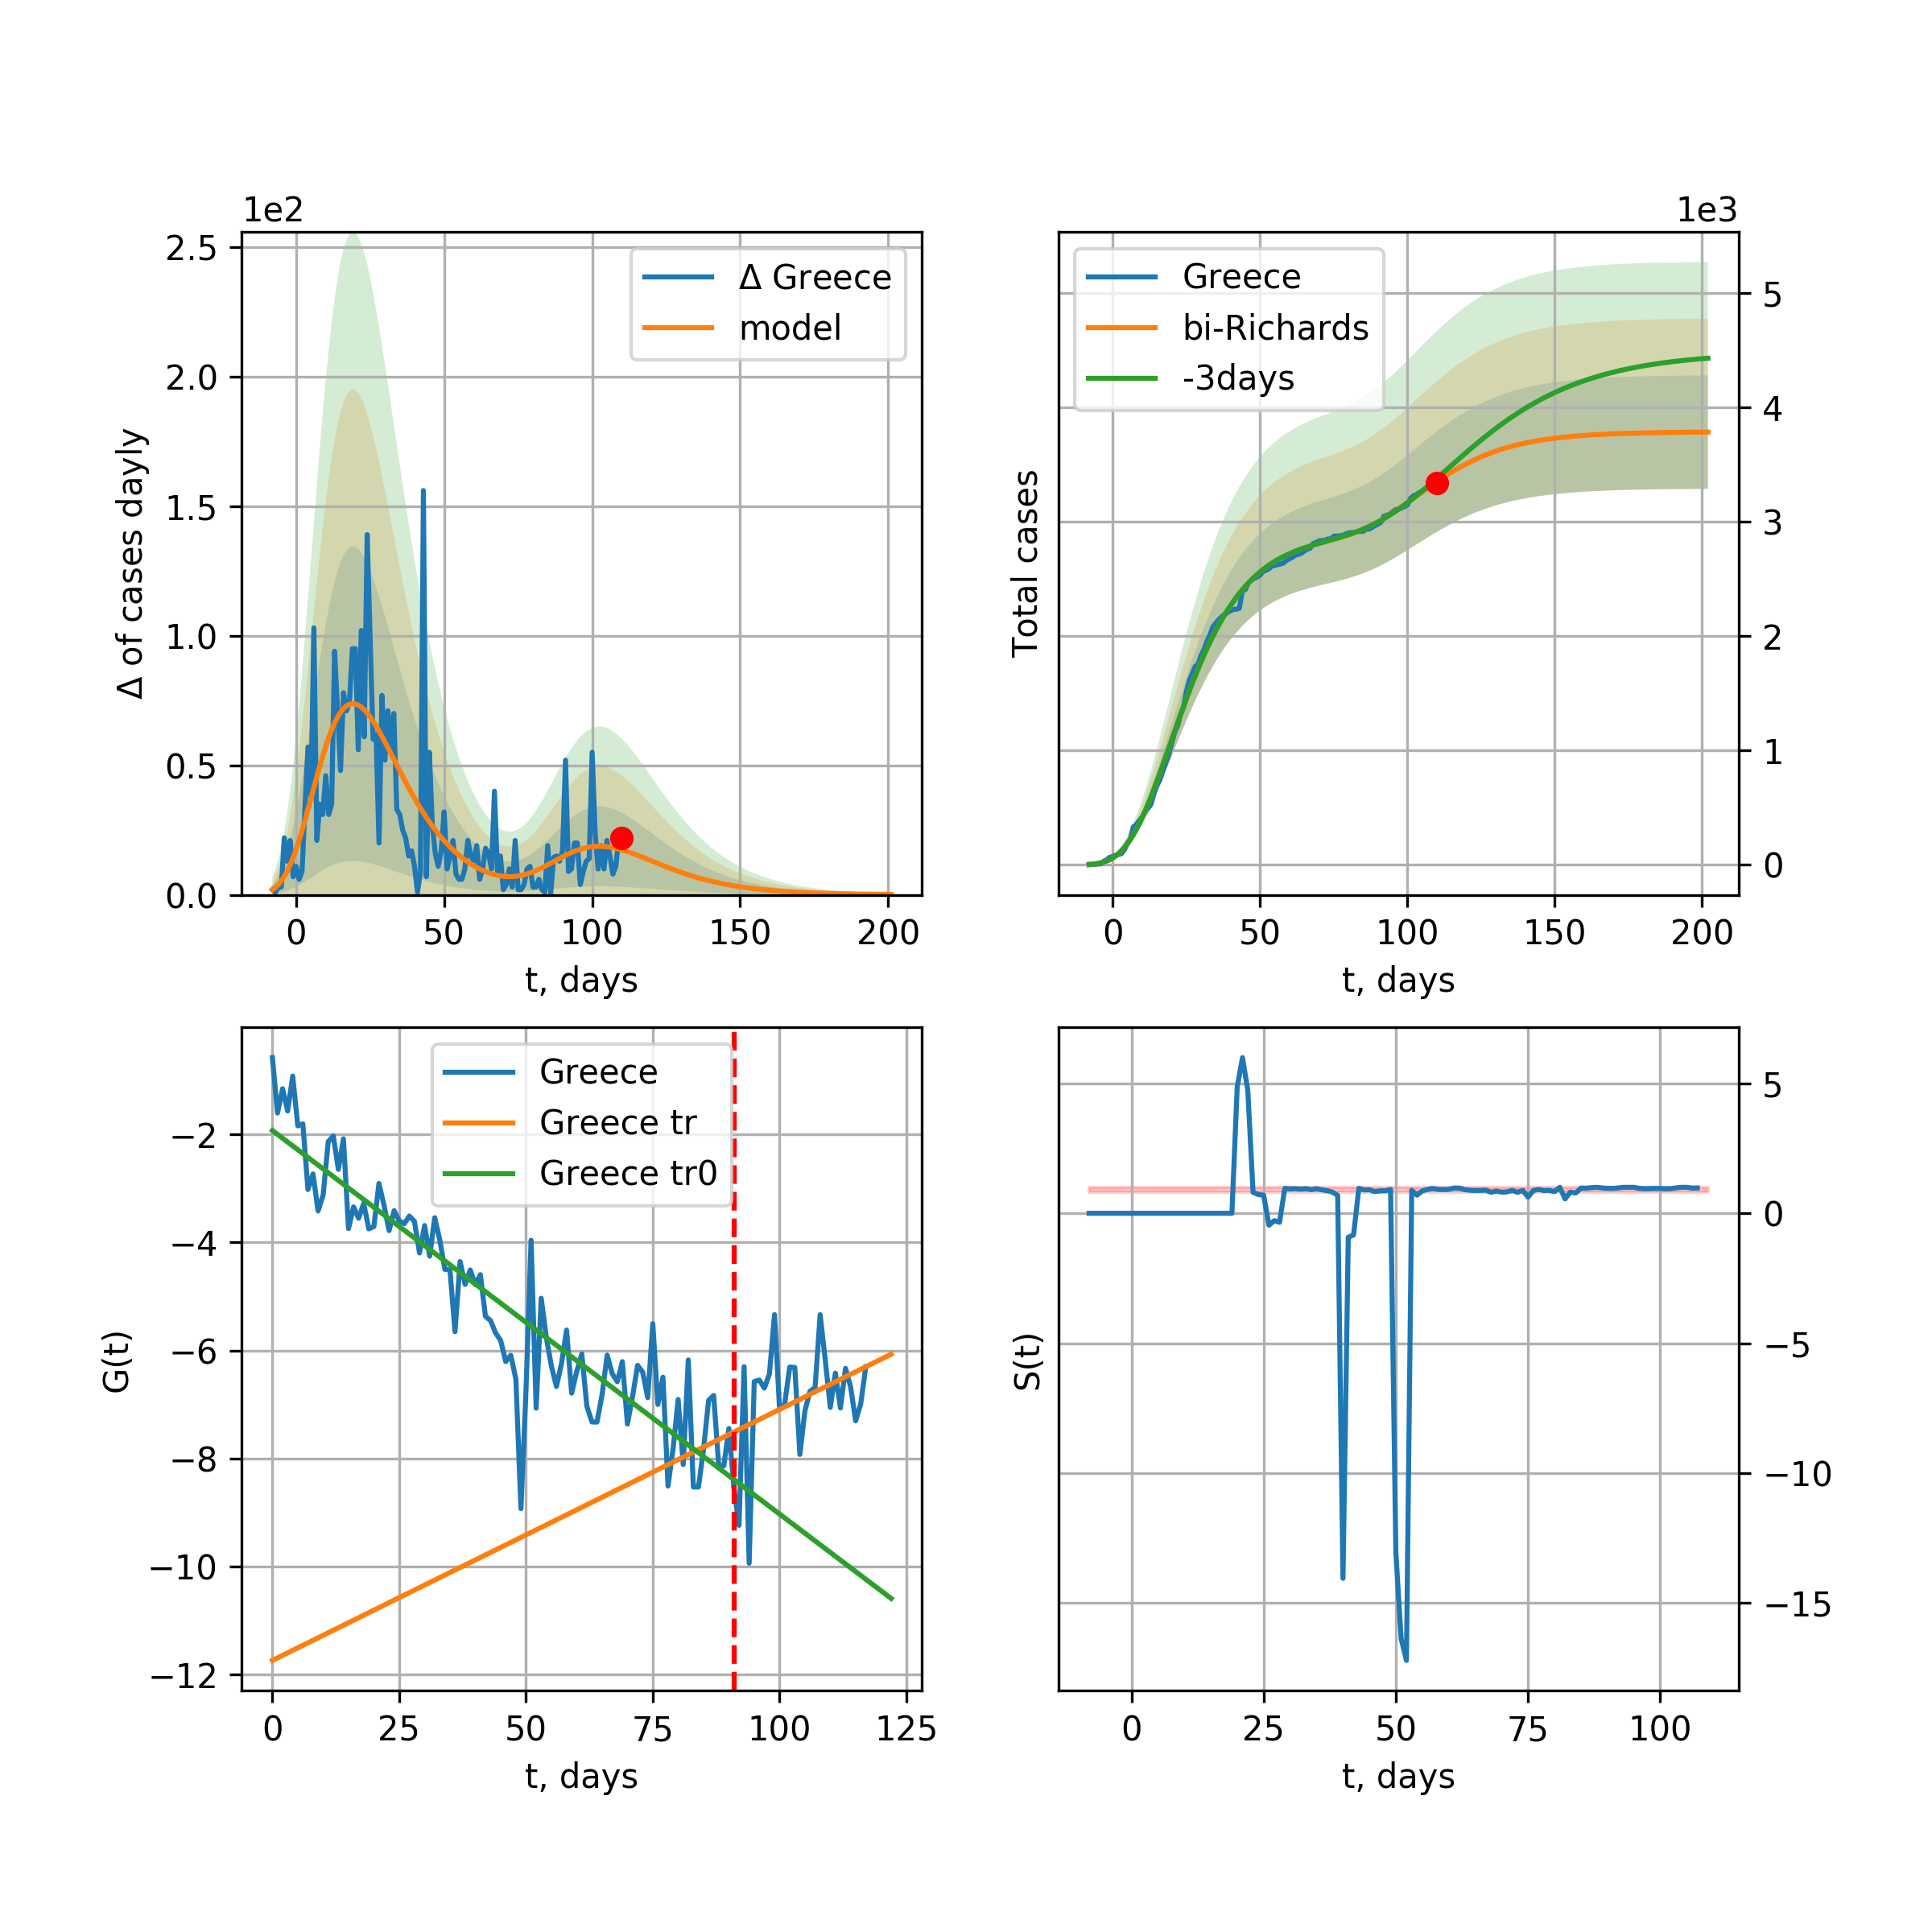 1e2
2.5
2.0
1.5
1.0
0.5
0.0
Δ of cases dayly
Δ Greece
model
0 50 100 150 200
t, days
1e3
Greece
bi-Richards
-3days
Total cases
5
4
3
2
1
0
0 50 100 150 200
t, days
Greece
Greece tr
Greece tr0
G(t)
−2
−4
−6
−8
−10
−12
0 25 50 75 100 125
t, days
S(t)
5
0
−5
−10
−15
0 25 50 75 100
t, days